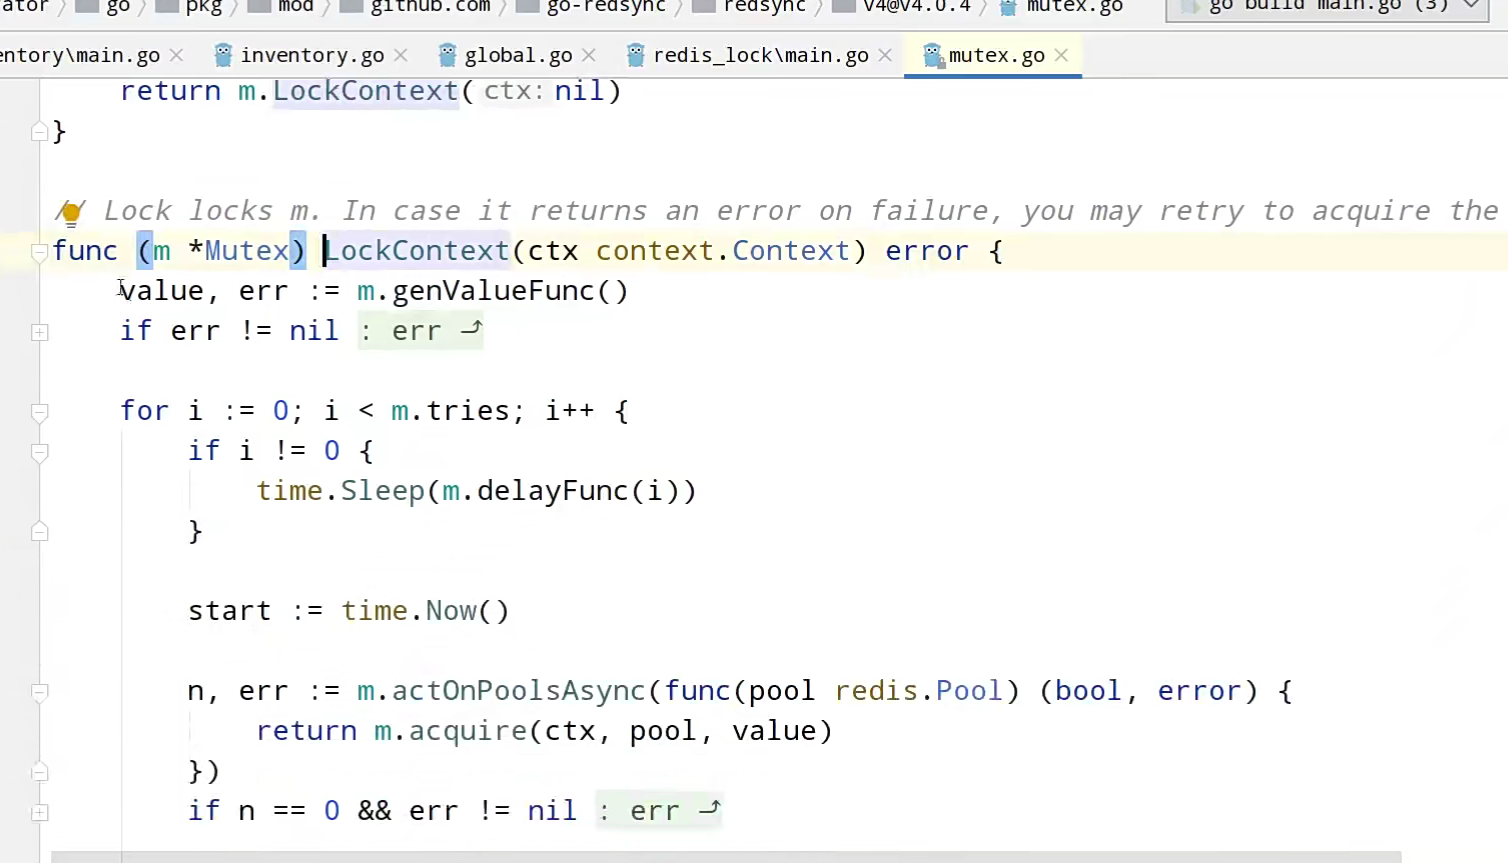 ator 〉 go 〉 pkg 〉 mod 〉 github.com 〉 go-redsync 〉 redsync 〉 v4@v4.0.4 〉 mutex.go go build main.go (3)
entory\main.go × inventory.go × global.go × redis_lock\main.go × mutex.go ×
return m.LockContext( ctx: nil)
}
// Lock locks m. In case it returns an error on failure, you may retry to acquire the
func (m *Mutex) LockContext(ctx context.Context) error {
value, err := m.genValueFunc()
if err != nil : err ⤴
for i := 0; i < m.tries; i++ {
if i != 0 {
time.Sleep(m.delayFunc(i))
}
start := time.Now()
n, err := m.actOnPoolsAsync(func(pool redis.Pool) (bool, error) {
return m.acquire(ctx, pool, value)
})
if n == 0 && err != nil : err ⤴